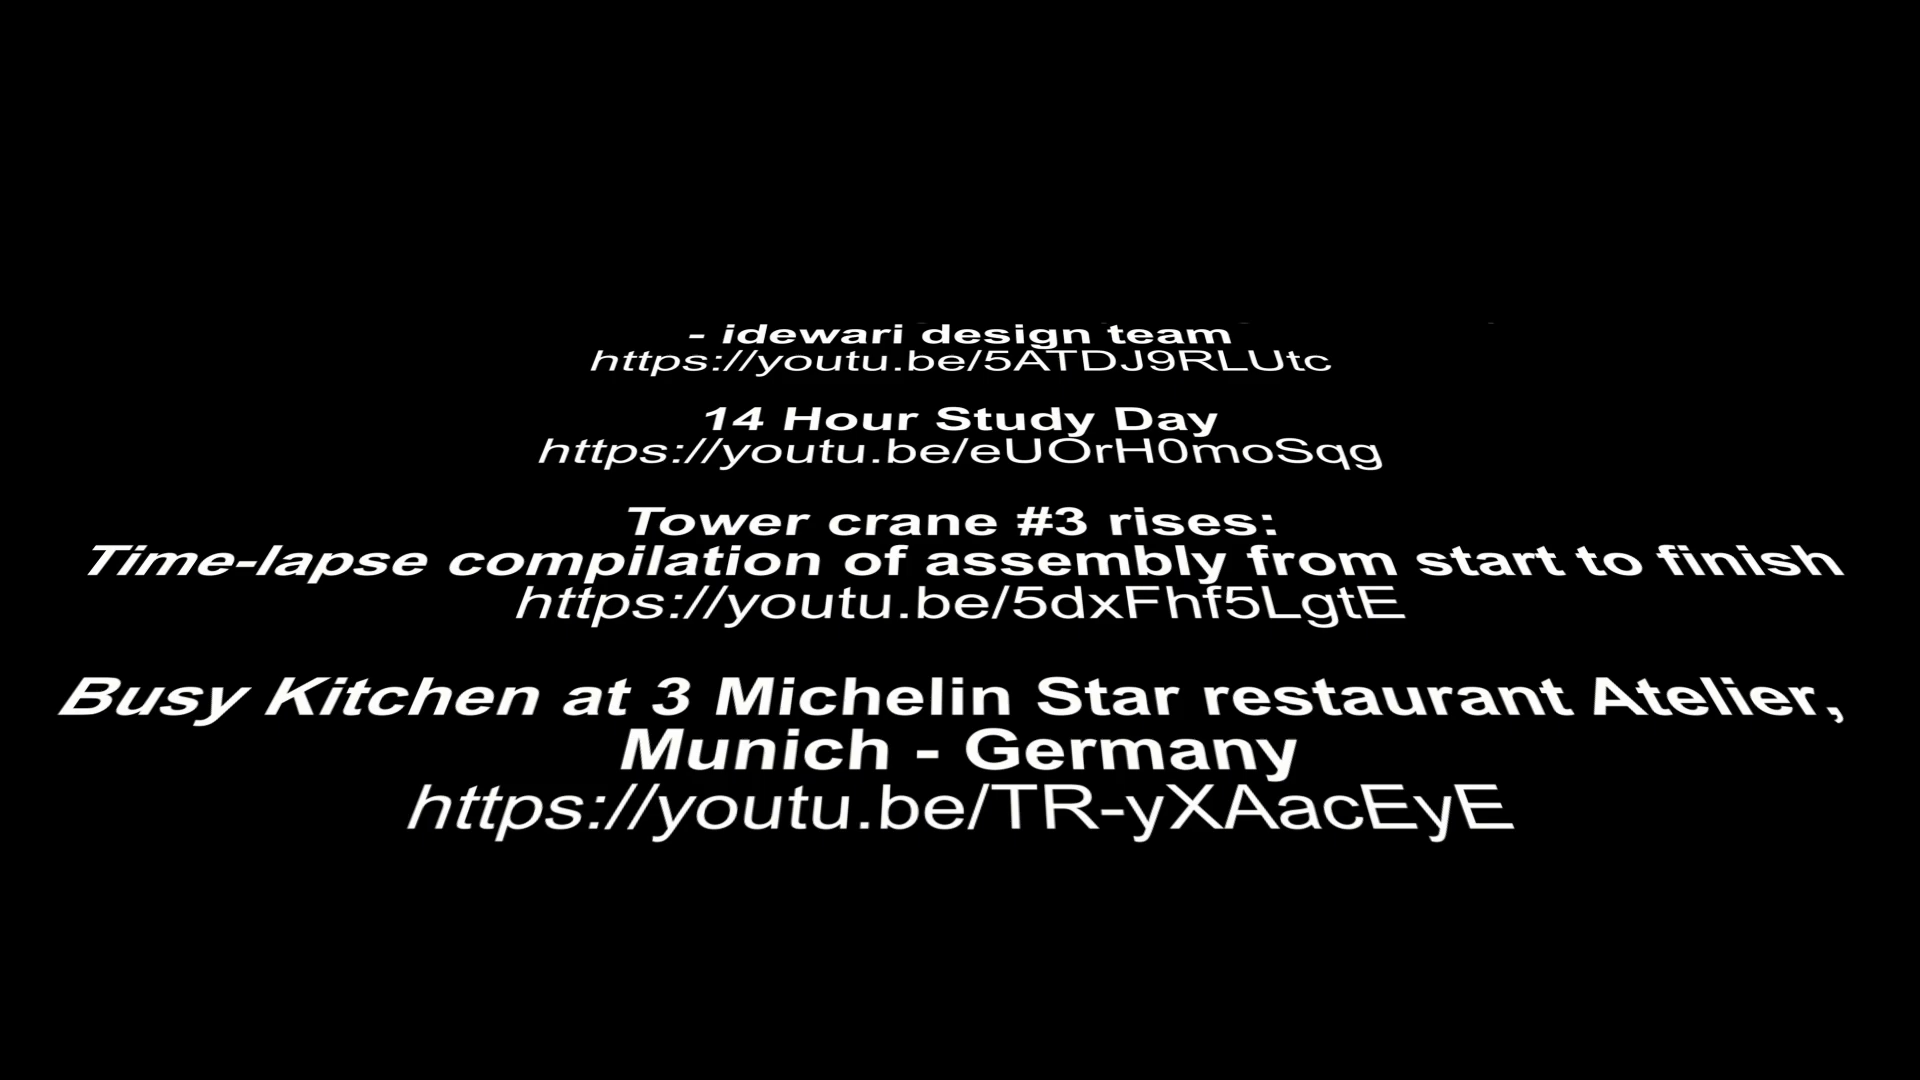 - idewari design team
https://youtu.be/5ATDJ9RLUtc
14 Hour Study Day
https://youtu.be/eUOrH0moSqg
Tower crane #3 rises:
Time-lapse compilation of assembly from start to finish
https://youtu.be/5dxFhf5LgtE
Busy Kitchen at 3 Michelin Star restaurant Atelier,
Munich - Germany
https://youtu.be/TR-yXAacEyE